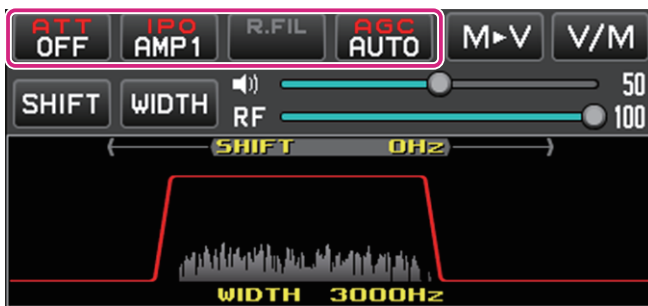 ATT IPO R.FIL AGC M►V V/M
OFF AMP1 AUTO
SHIFT WIDTH 50
RF 100
SHIFT 0Hz
WIDTH 3000Hz